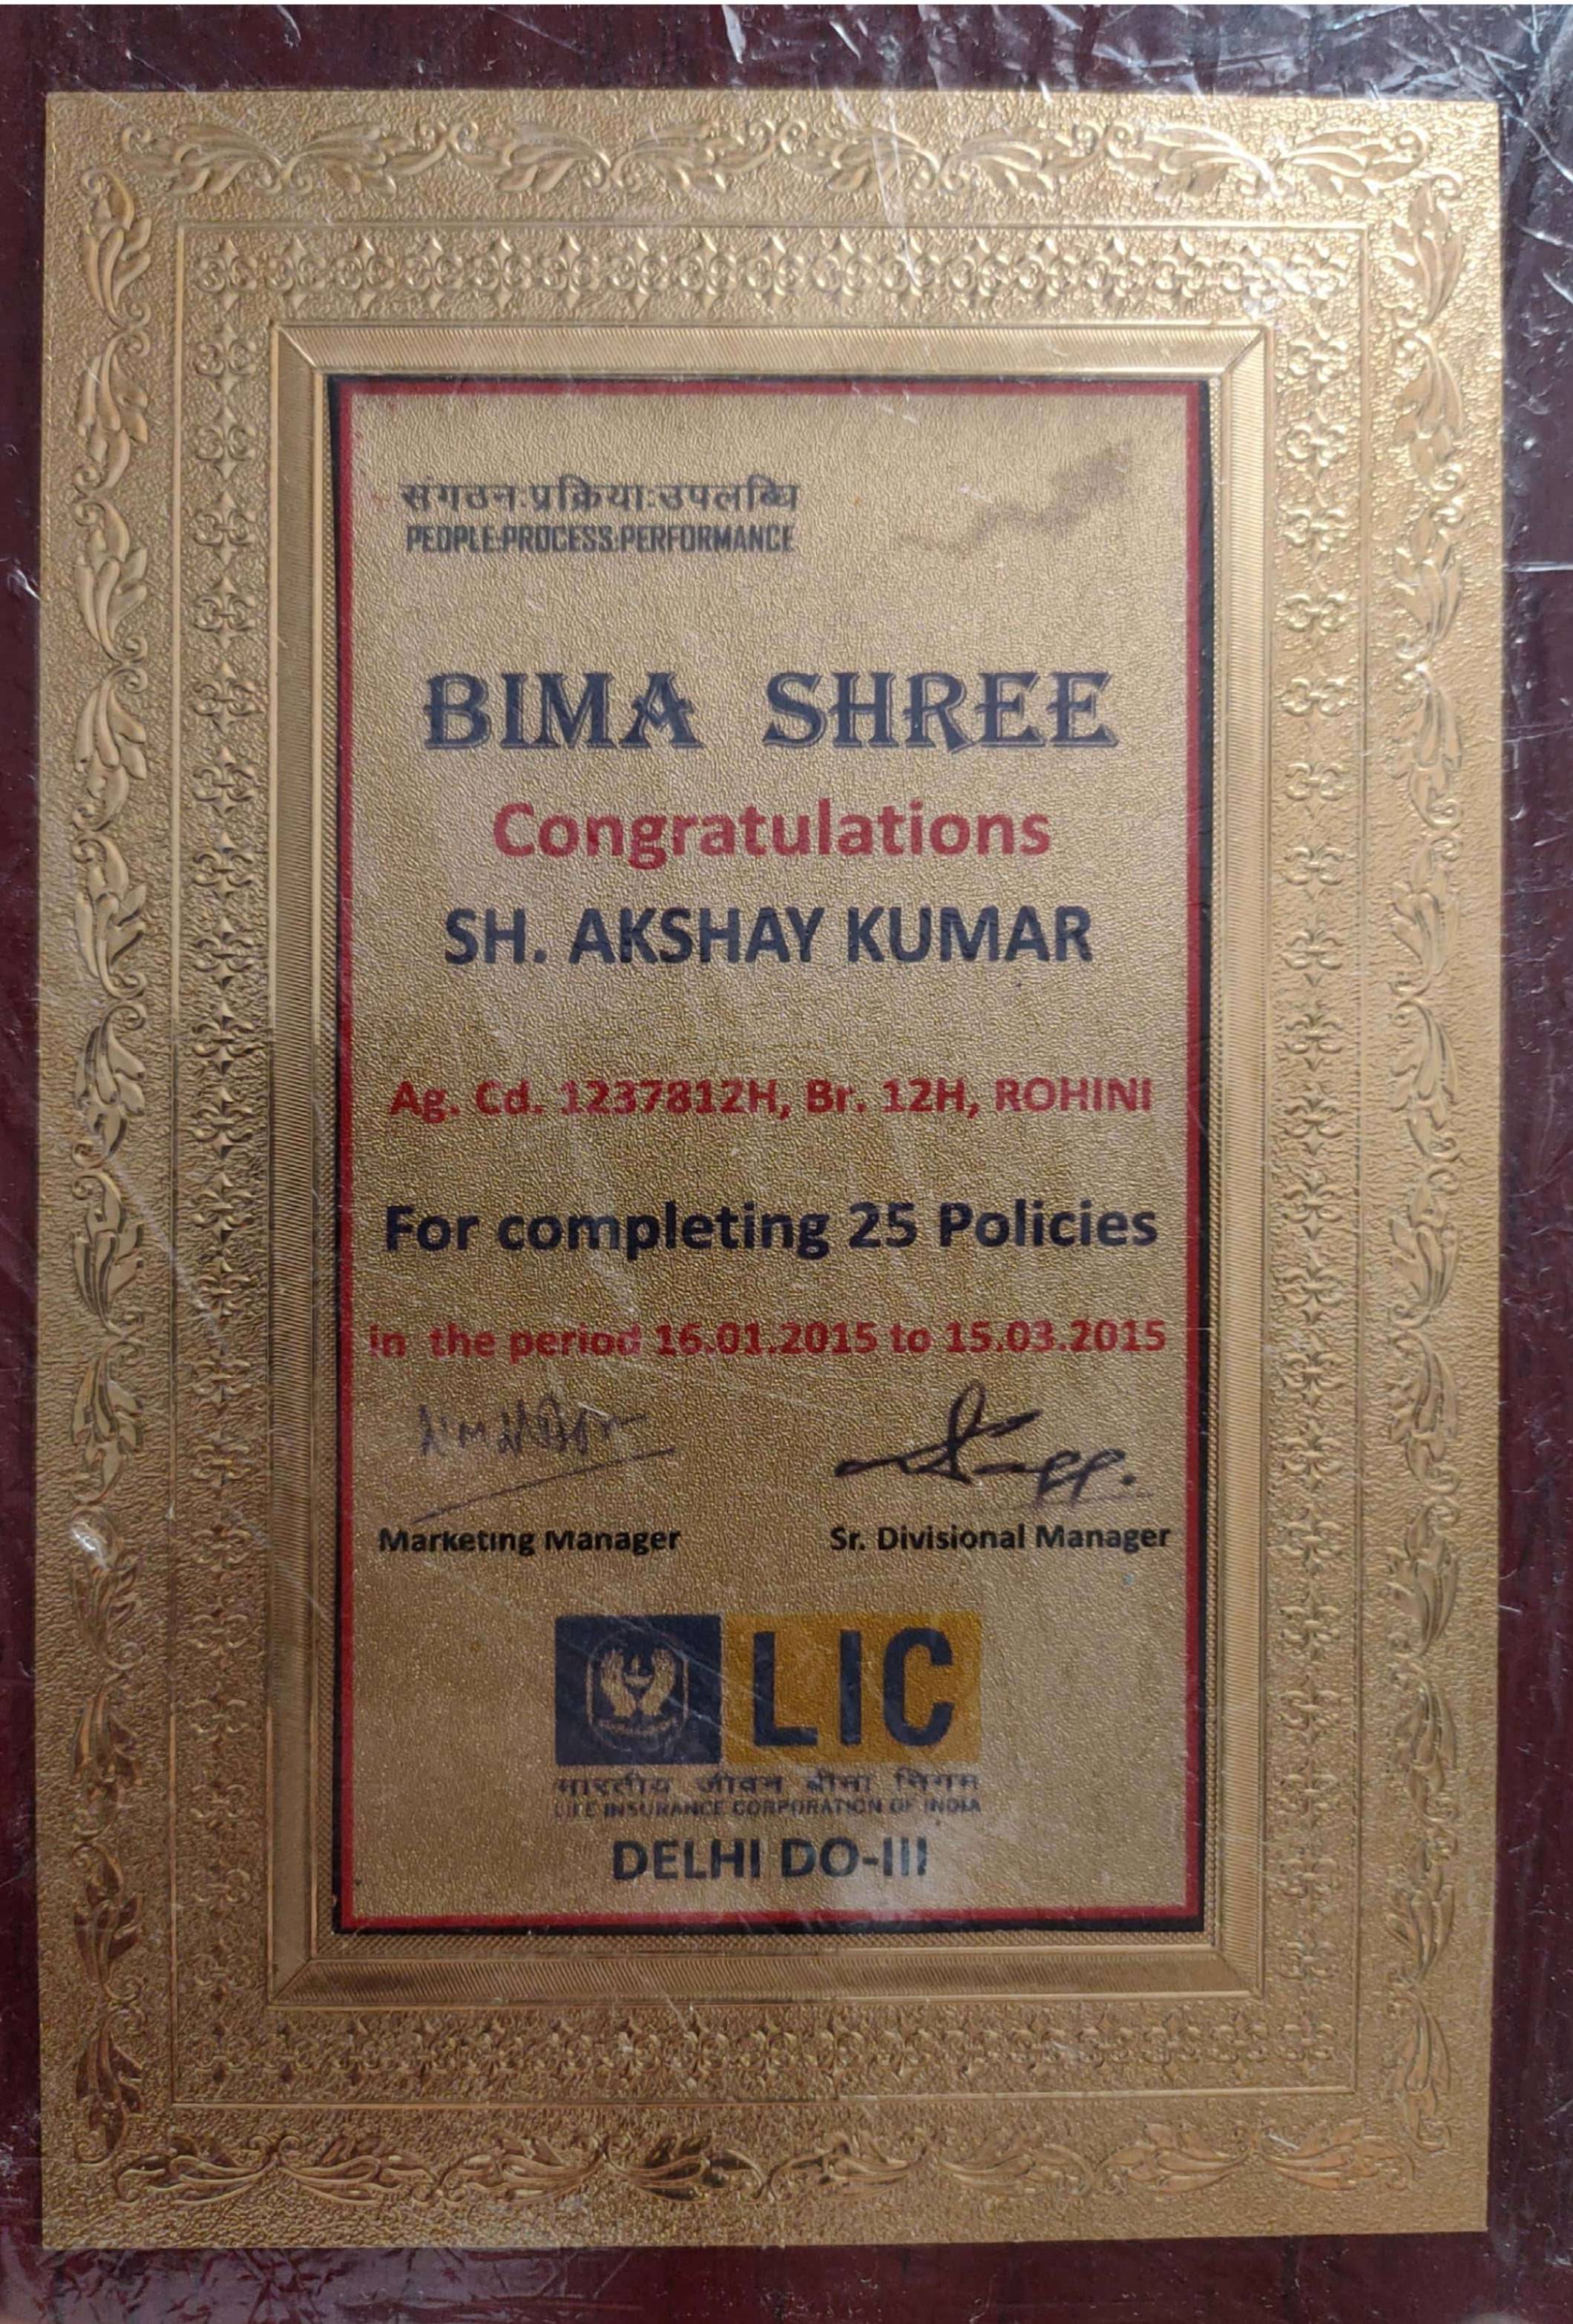 संगठन:प्रक्रिया:उपलब्धि
PEOPLE:PROCESS:PERFORMANCE
BIMA SHREE
Congratulations
SH. AKSHAY KUMAR
Ag. Cd. 1237812H, Br. 12H, ROHINI
For completing 25 Policies
in the period 16.01.2015 to 15.03.2015
Marketing Manager
Sr. Divisional Manager
LIC
भारतीय जीवन बीमा निगम
LIFE INSURANCE CORPORATION OF INDIA
DELHI DO-III